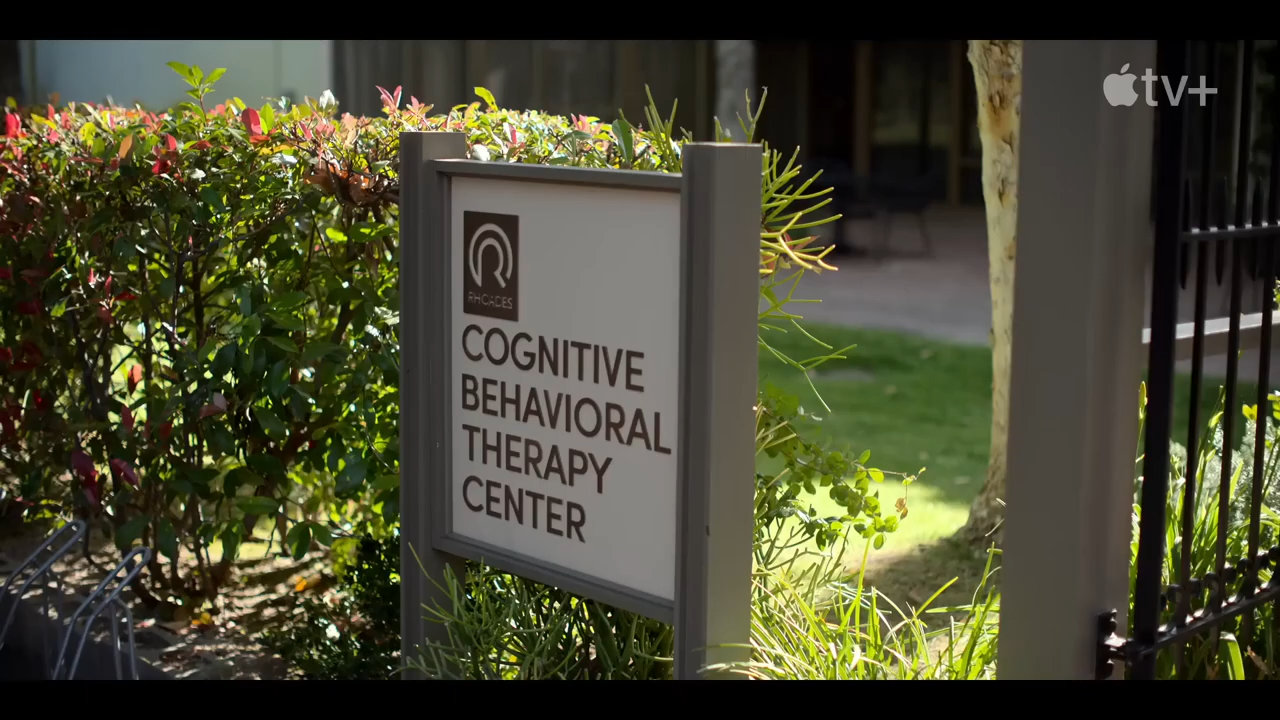 tv+
RHOADES
COGNITIVE
BEHAVIORAL
THERAPY
CENTER